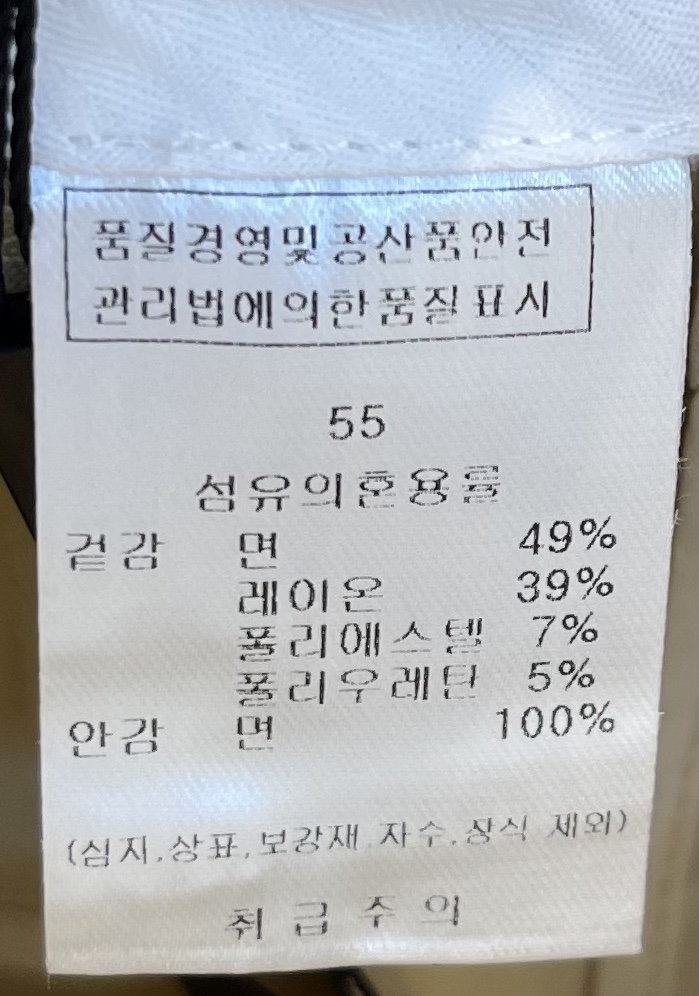 품질경영및공산품안전
관리법에의한품질표시
55
섬유의혼용률
겉감 면 49%
레이온 39%
폴리에스텔 7%
폴리우레탄 5%
안감 면 100%
(심지,상표,보강재,자수,장식 제외)
취급주의